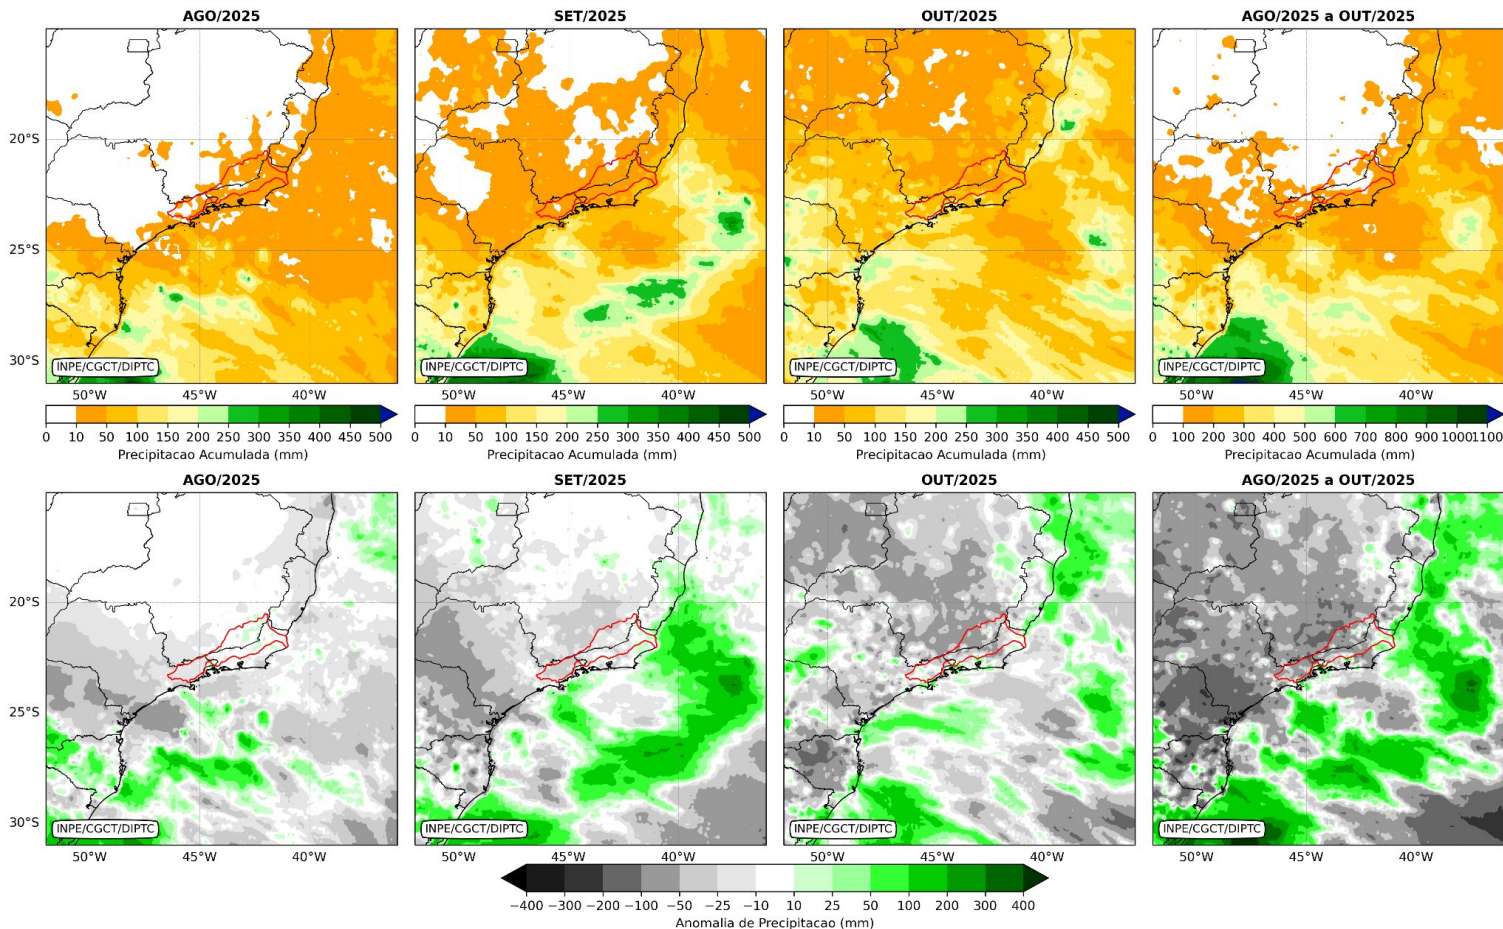 AGO/2025 SET/2025 OUT/2025 AGO/2025 a OUT/2025
20°S
25°S
30°S
INPE/CGCT/DIPTC INPE/CGCT/DIPTC INPE/CGCT/DIPTC INPE/CGCT/DIPTC
50°W 45°W 40°W 50°W 45°W 40°W 50°W 45°W 40°W 50°W 45°W 40°W
0 10 50 100 150 200 250 300 350 400 450 500 0 10 50 100 150 200 250 300 350 400 450 500 0 10 50 100 150 200 250 300 350 400 450 500 0 100 200 300 400 500 600 700 800 900 1000 1100
Precipitacao Acumulada (mm) Precipitacao Acumulada (mm) Precipitacao Acumulada (mm) Precipitacao Acumulada (mm)
AGO/2025 SET/2025 OUT/2025 AGO/2025 a OUT/2025
20°S
25°S
30°S
INPE/CGCT/DIPTC INPE/CGCT/DIPTC INPE/CGCT/DIPTC INPE/CGCT/DIPTC
50°W 45°W 40°W 50°W 45°W 40°W 50°W 45°W 40°W 50°W 45°W 40°W
−400 −300 −200 −100 −50 −25 −10 10 25 50 100 200 300 400
Anomalia de Precipitacao (mm)